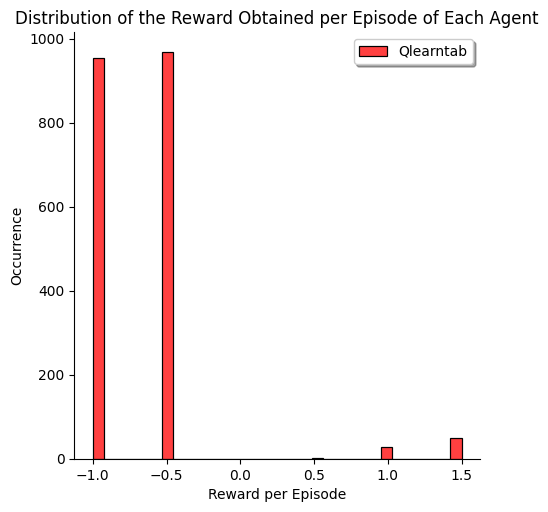 Distribution of the Reward Obtained per Episode of Each Agent
Qlearntab
1000
800
600
400
200
0
Occurrence
−1.0 −0.5 0.0 0.5 1.0 1.5
Reward per Episode